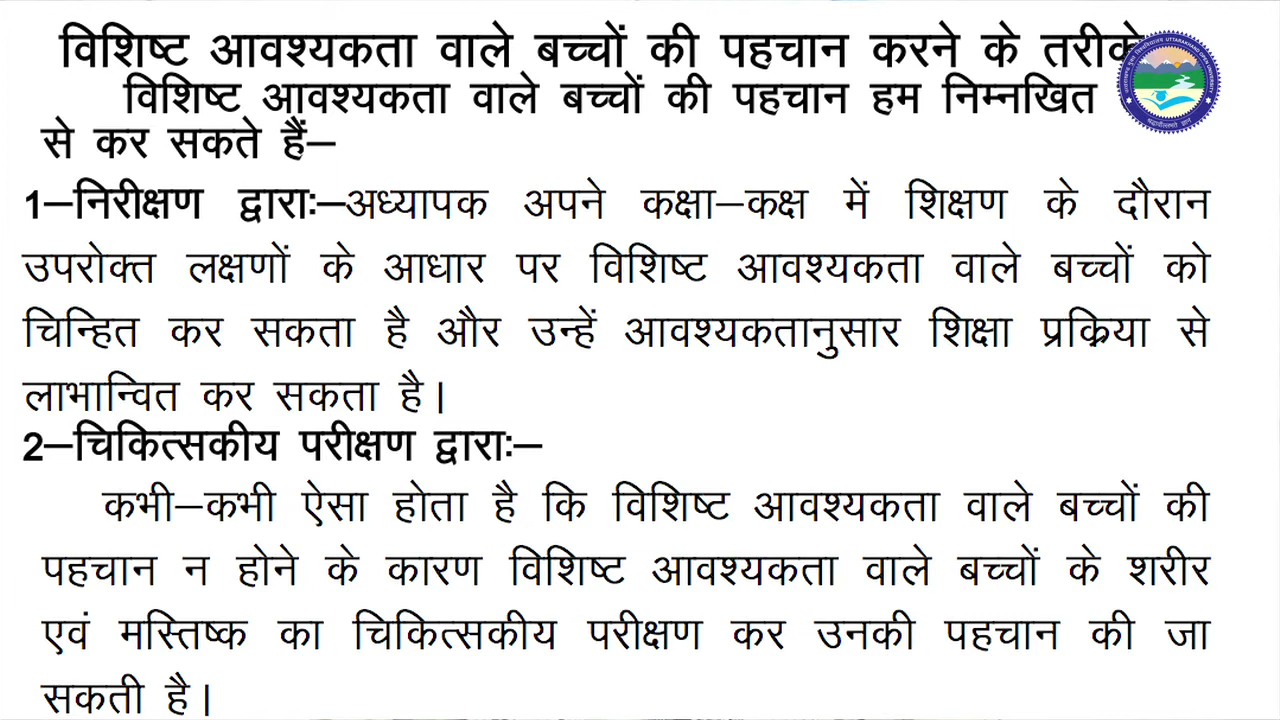 विशिष्ट आवश्यकता वाले बच्चों की पहचान करने के तरीके
विशिष्ट आवश्यकता वाले बच्चों की पहचान हम निम्नखित
से कर सकते हैं–
1–निरीक्षण द्वाराः–अध्यापक अपने कक्षा–कक्ष में शिक्षण के दौरान
उपरोक्त लक्षणों के आधार पर विशिष्ट आवश्यकता वाले बच्चों को
चिन्हित कर सकता है और उन्हें आवश्यकतानुसार शिक्षा प्रक्रिया से
लाभान्वित कर सकता है।
2–चिकित्सकीय परीक्षण द्वाराः–
कभी–कभी ऐसा होता है कि विशिष्ट आवश्यकता वाले बच्चों की
पहचान न होने के कारण विशिष्ट आवश्यकता वाले बच्चों के शरीर
एवं मस्तिष्क का चिकित्सकीय परीक्षण कर उनकी पहचान की जा
सकती है।